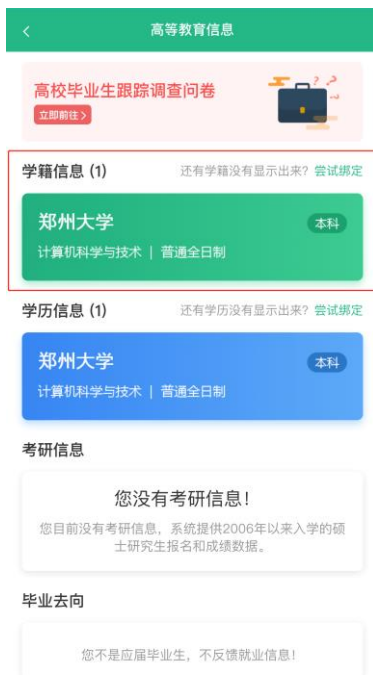 高等教育信息
高校毕业生跟踪调查问卷
立即前往>
学籍信息 (1) 还有学籍没有显示出来? 尝试绑定
郑州大学 本科
计算机科学与技术 | 普通全日制
学历信息 (1) 还有学历没有显示出来? 尝试绑定
郑州大学 本科
计算机科学与技术 | 普通全日制
考研信息
您没有考研信息!
您目前没有考研信息，系统提供2006年以来入学的硕
士研究生报名和成绩数据。
毕业去向
您不是应届毕业生，不反馈就业信息!